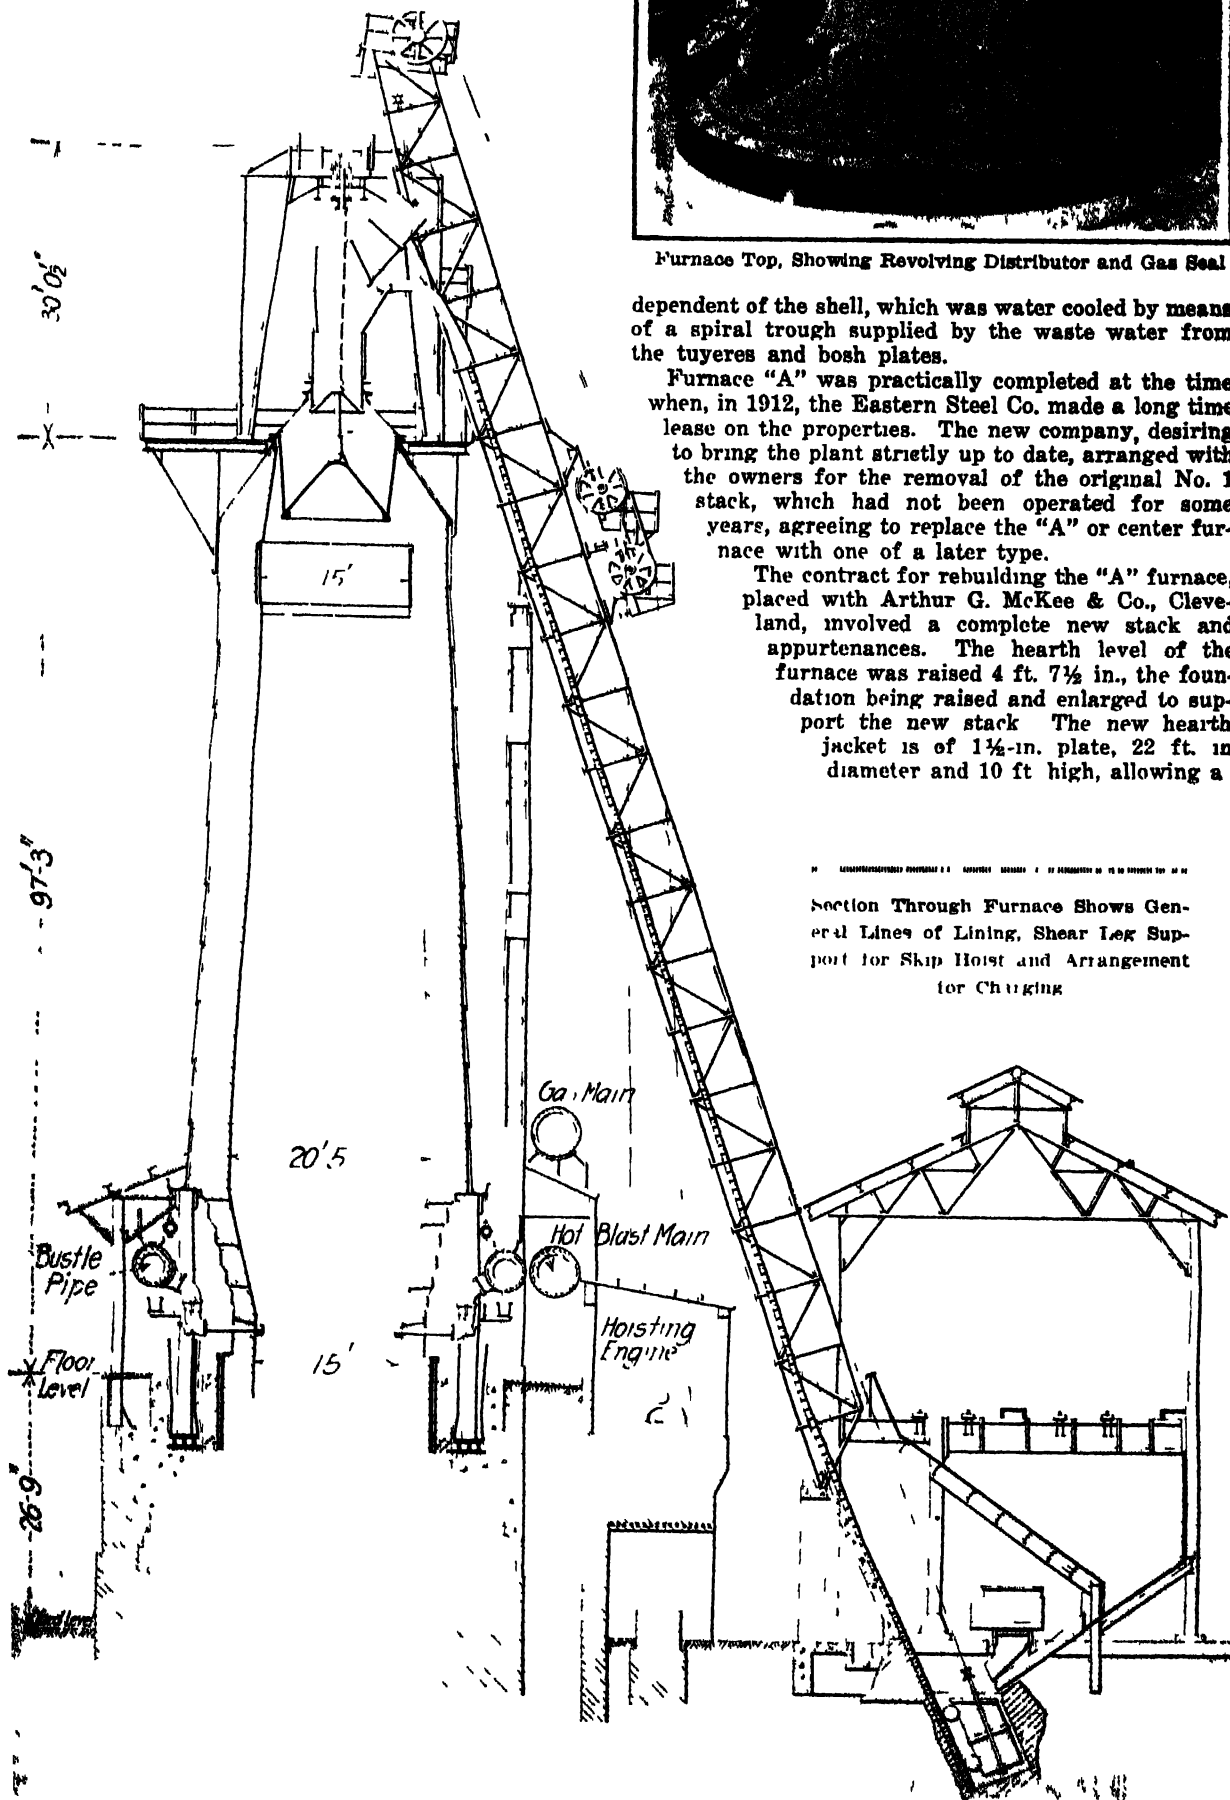 Furnace Top, Showing Revolving Distributor and Gas Seal
dependent of the shell, which was water cooled by means
of a spiral trough supplied by the waste water from
the tuyeres and bosh plates.
Furnace “A” was practically completed at the time
when, in 1912, the Eastern Steel Co. made a long time
lease on the properties. The new company, desiring
to bring the plant strictly up to date, arranged with
the owners for the removal of the original No. 1
stack, which had not been operated for some
years, agreeing to replace the “A” or center fur-
nace with one of a later type.
The contract for rebuilding the “A” furnace,
placed with Arthur G. McKee & Co., Cleve-
land, involved a complete new stack and
appurtenances. The hearth level of the
furnace was raised 4 ft. 7½ in., the foun-
dation being raised and enlarged to sup-
port the new stack The new hearth
jacket is of 1½-in. plate, 22 ft. in
diameter and 10 ft high, allowing a
Section Through Furnace Shows Gen-
eral Lines of Lining, Shear Leg Sup-
port for Skip Hoist and Arrangement
for Charging
30'0½"
15'
97'-3"
Gas Main
20'5
Hot Blast Main
Bustle
Pipe
Hoisting
Engine
15'
Floor
Level
26-9"